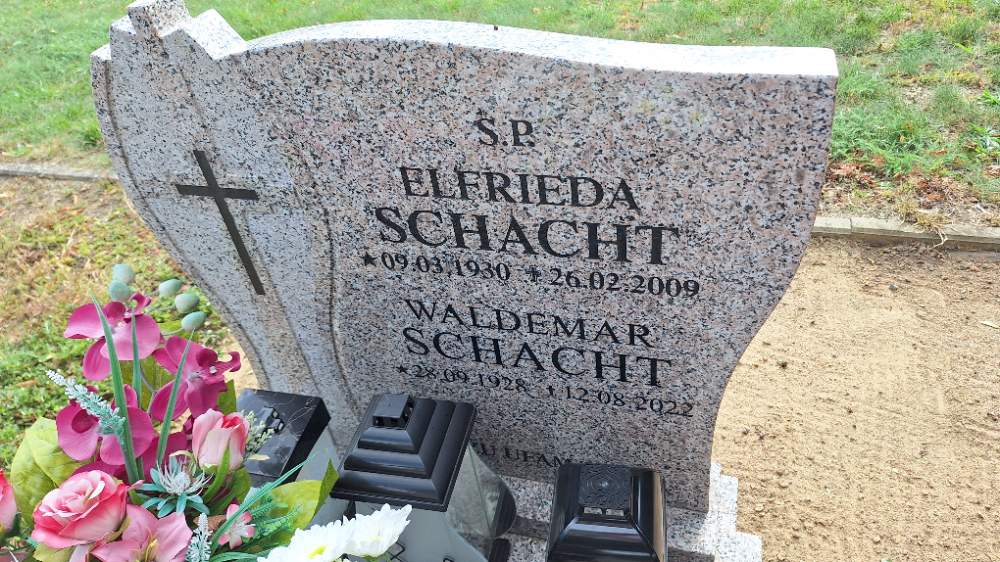 S.P.
ELFRIEDA
SCHACHT
★09.03.1930 ✝26.02.2009
WALDEMAR
SCHACHT
★28.09.1928 ✝12.08.2022